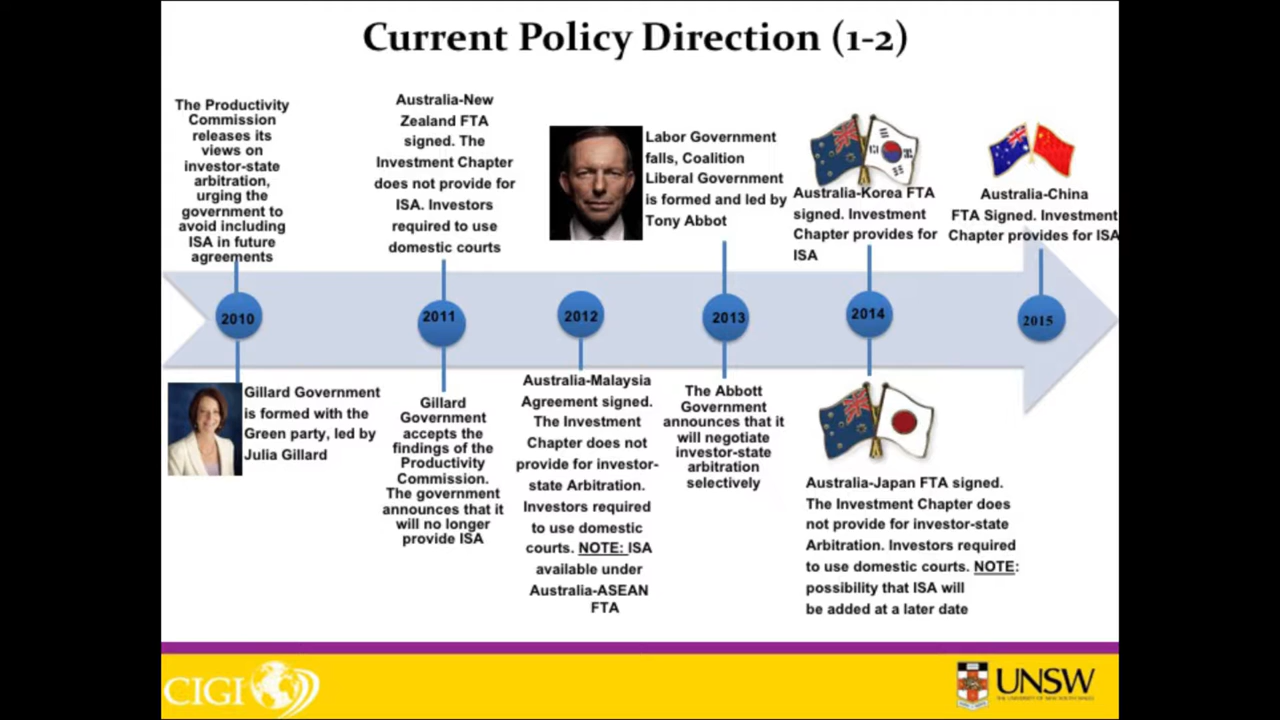 Current Policy Direction (1-2)
The Productivity
Commission
releases its
views on
investor-state
arbitration,
urging the
government to
avoid including
ISA in future
agreements
Australia-New
Zealand FTA
signed. The
Investment Chapter
does not provide for
ISA. Investors
required to use
domestic courts
Labor Government
falls, Coalition
Liberal Government
is formed and led by
Tony Abbot
Australia-Korea FTA
signed. Investment
Chapter provides for
ISA
Australia-China
FTA Signed. Investment
Chapter provides for ISA
2010
2011
2012
2013
2014
2015
Gillard Government
is formed with the
Green party, led by
Julia Gillard
Gillard
Government
accepts the
findings of the
Productivity
Commission.
The government
announces that it
will no longer
provide ISA
Australia-Malaysia
Agreement signed.
The Investment
Chapter does not
provide for investor-
state Arbitration.
Investors required
to use domestic
courts. NOTE: ISA
available under
Australia-ASEAN
FTA
The Abbott
Government
announces that it
will negotiate
investor-state
arbitration
selectively
Australia-Japan FTA signed.
The Investment Chapter does
not provide for investor-state
Arbitration. Investors required
to use domestic courts. NOTE:
possibility that ISA will
be added at a later date
CIGI
UNSW
THE UNIVERSITY OF NEW SOUTH WALES